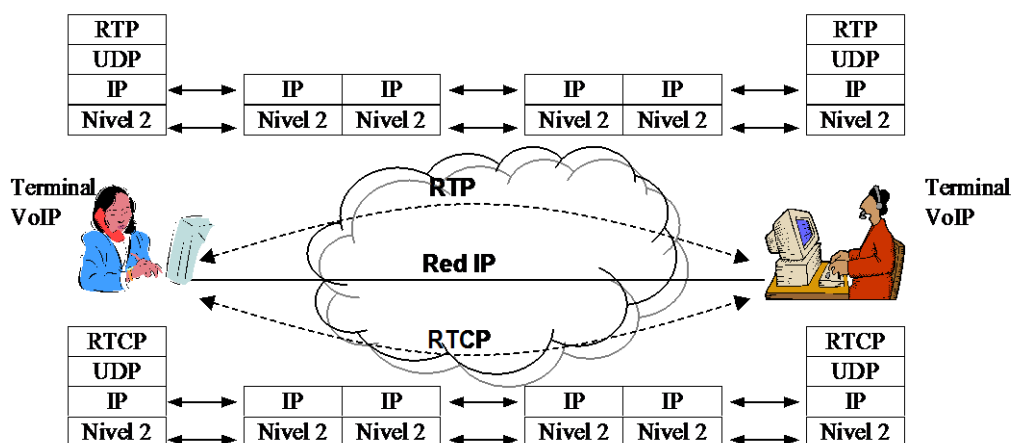 RTP RTP
UDP UDP
IP IP IP IP IP IP
Nivel 2 Nivel 2 Nivel 2 Nivel 2 Nivel 2 Nivel 2
Terminal
VoIP
RTP
Terminal
VoIP
Red IP
RTCP
RTCP RTCP
UDP UDP
IP IP IP IP IP IP
Nivel 2 Nivel 2 Nivel 2 Nivel 2 Nivel 2 Nivel 2